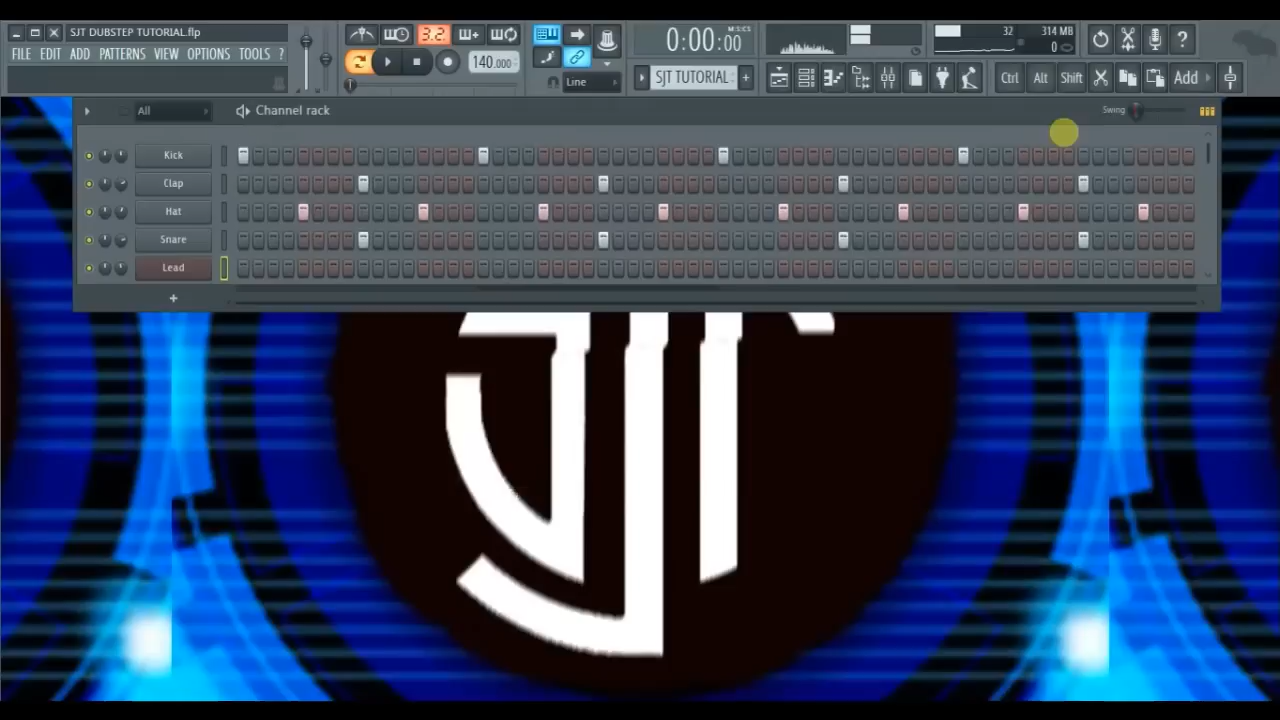 SJT DUBSTEP TUTORIAL.flp
FILE EDIT ADD PATTERNS VIEW OPTIONS TOOLS ?
3.2.
140.000
0:00:00
M:S:CS
Line
SJT TUTORIAL
+
32
314 MB
0
?
Ctrl Alt Shift
Add
All
Channel rack
Swing
Kick
Clap
Hat
Snare
Lead
+